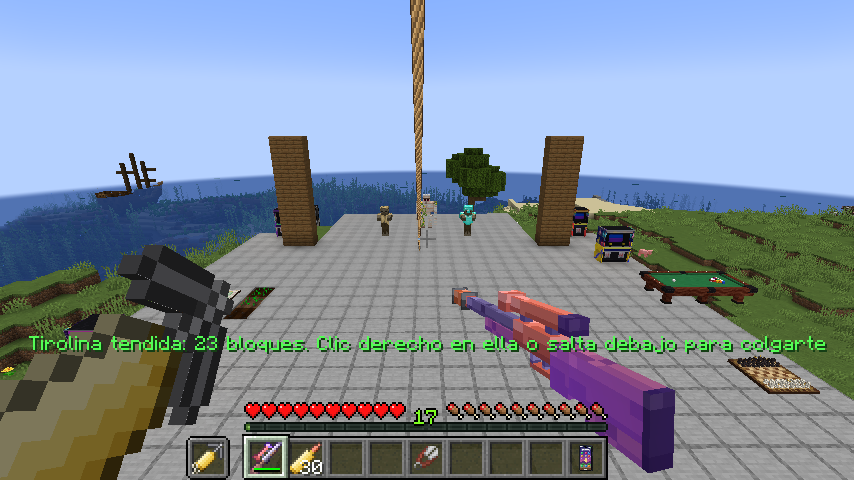 Tirolina tendida: 23 bloques. Clic derecho en ella o salta debajo para colgarte
17
30